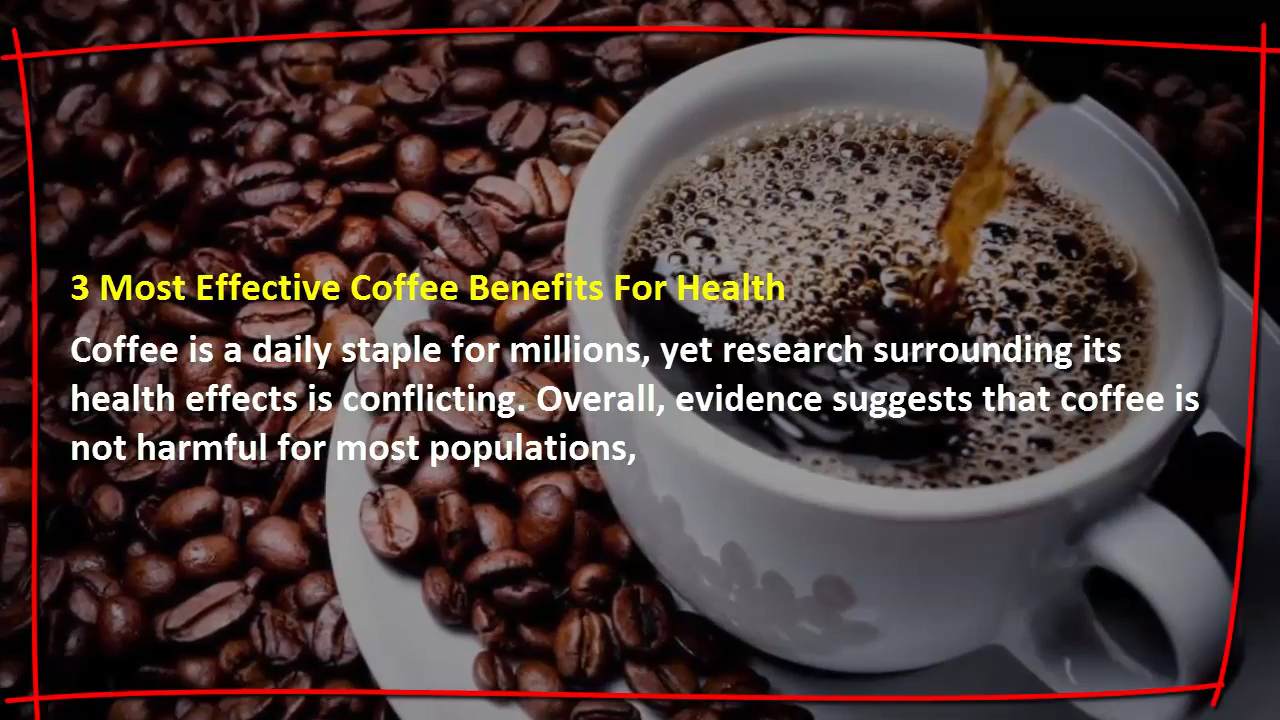 3 Most Effective Coffee Benefits For Health
Coffee is a daily staple for millions, yet research surrounding its
health effects is conflicting. Overall, evidence suggests that coffee is
not harmful for most populations,